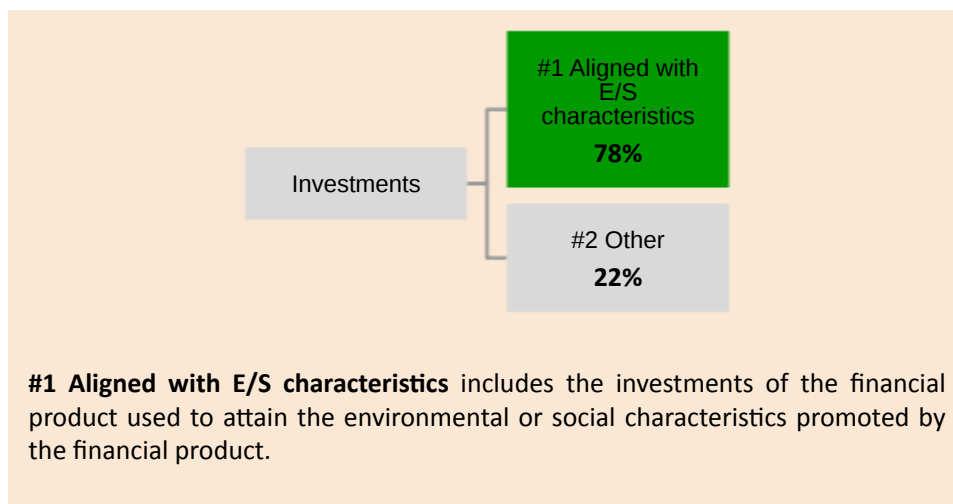 #1 Aligned with
E/S
characteristics
78%
Investments
#2 Other
22%
#1 Aligned with E/S characteristics includes the investments of the financial
product used to attain the environmental or social characteristics promoted by
the financial product.